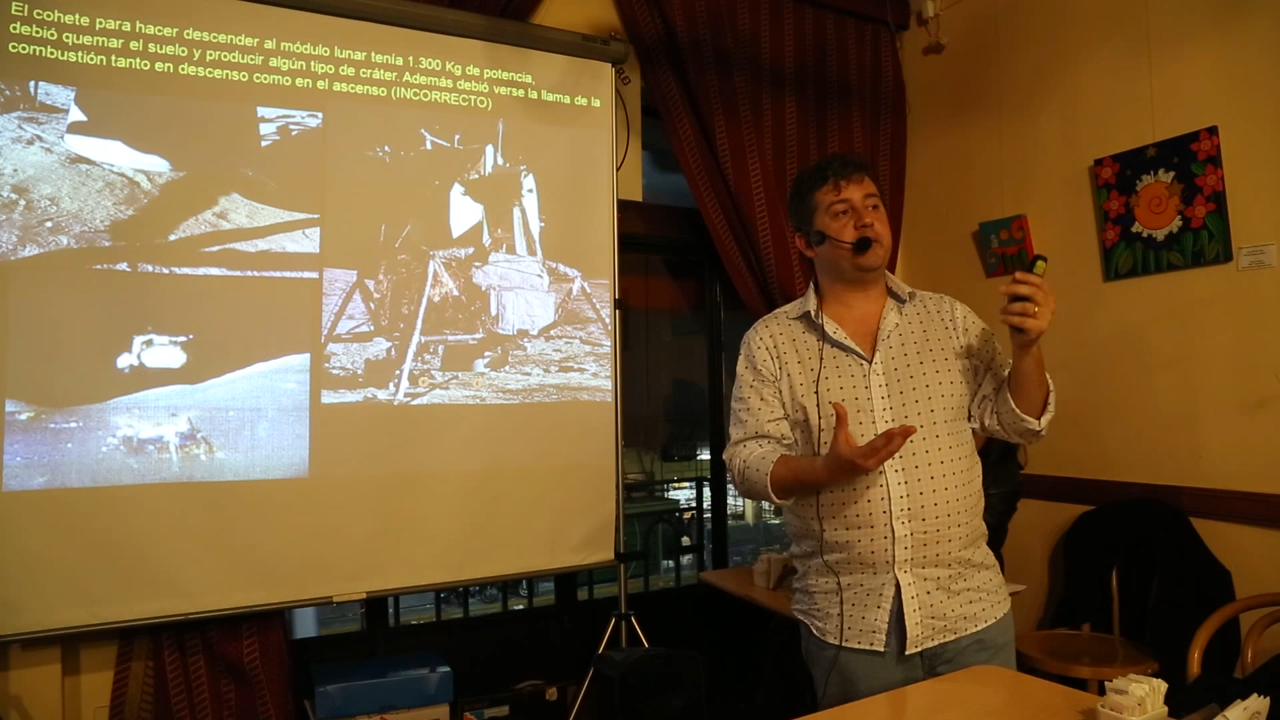 El cohete para hacer descender al módulo lunar tenía 1.300 Kg de potencia,
debió quemar el suelo y producir algún tipo de cráter. Además debió verse la llama de la
combustión tanto en descenso como en el ascenso (INCORRECTO)